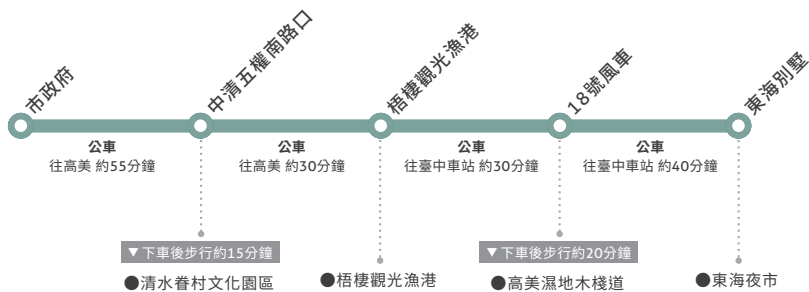 市政府
中清五權南路口
梧棲觀光漁港
18號風車
東海別墅
公車
往高美 約55分鐘
公車
往高美 約30分鐘
公車
往臺中車站 約30分鐘
公車
往臺中車站 約40分鐘
▼下車後步行約15分鐘
●清水眷村文化園區
●梧棲觀光漁港
▼下車後步行約20分鐘
●高美濕地木棧道
●東海夜市